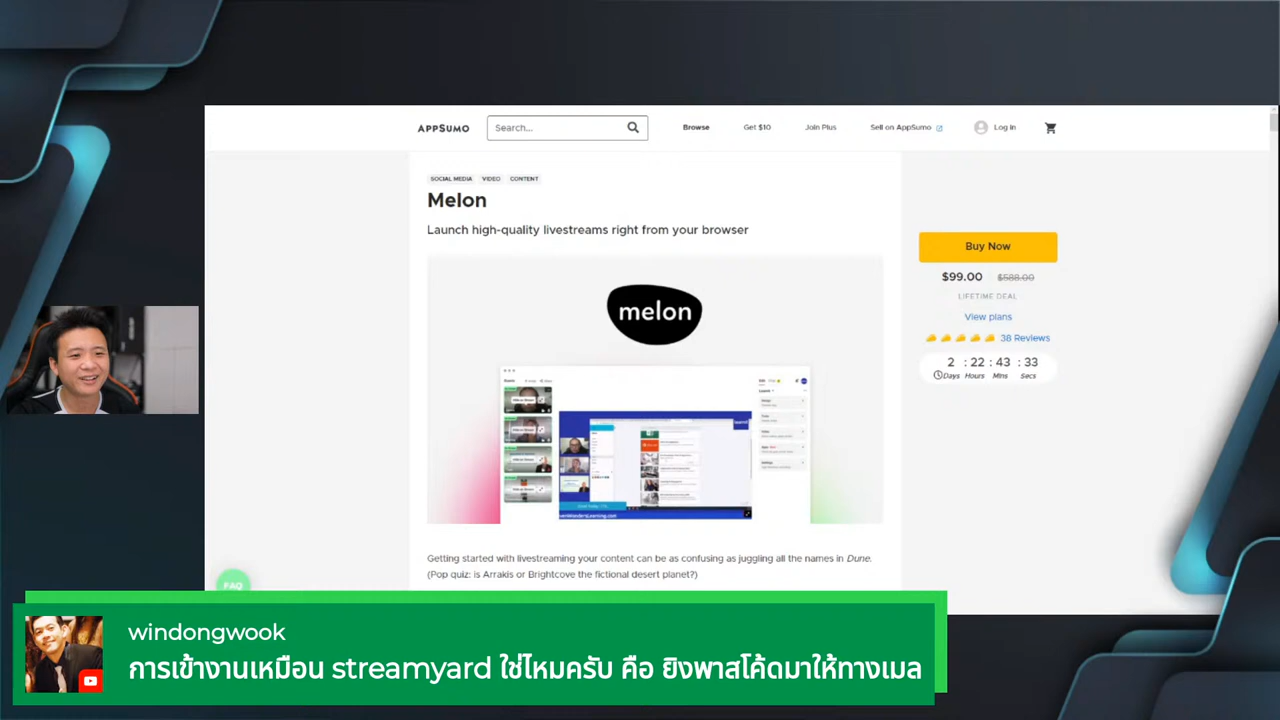 APPSUMO
Search...
Browse
Get $10
Join Plus
Sell on AppSumo
Log in
SOCIAL MEDIA VIDEO CONTENT
Melon
Launch high-quality livestreams right from your browser
Buy Now
$99.00 $588.00
LIFETIME DEAL
View plans
38 Reviews
2 : 22 : 43 : 33
Days Hours Mins Secs
melon
Getting started with livestreaming your content can be as confusing as juggling all the names in Dune.
(Pop quiz: is Arrakis or Brightcove the fictional desert planet?)
FAQ
windongwook
การเข้างานเหมือน streamyard ใช่ไหมครับ คือ ยิงพาสโค้ดมาให้ทางเมล